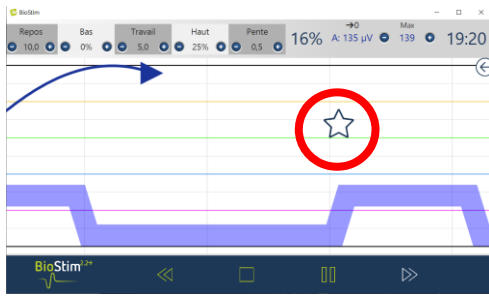 BioStim
Repos Bas Travail Haut Pente →0 Max
10,0 0% 5,0 25% 0,5 16% A: 135 µV 139 19:20
BioStim 2.2+